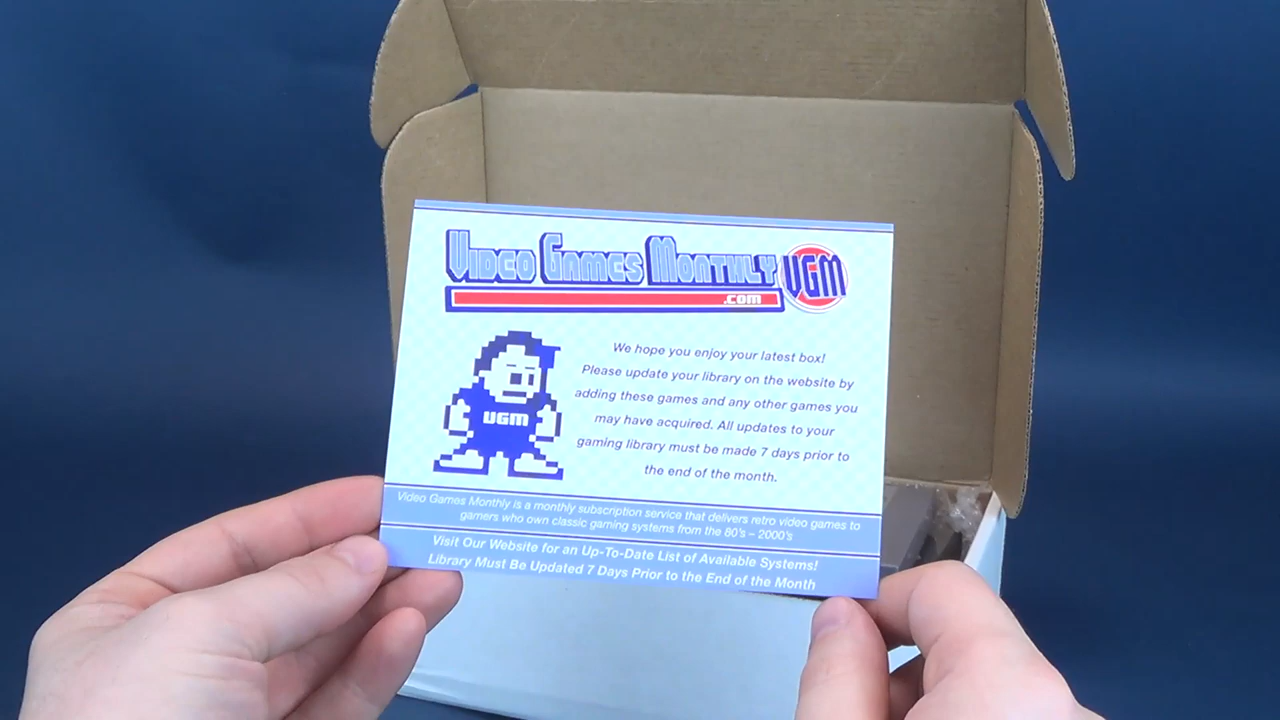 VIDEO GAMES MONTHLY
VGM
.COM
We hope you enjoy your latest box!
Please update your library on the website by
adding these games and any other games you
may have acquired. All updates to your
gaming library must be made 7 days prior to
the end of the month.
VGM
Video Games Monthly is a monthly subscription service that delivers retro video games to
gamers who own classic gaming systems from the 80's – 2000's
Visit Our Website for an Up-To-Date List of Available Systems!
Library Must Be Updated 7 Days Prior to the End of the Month